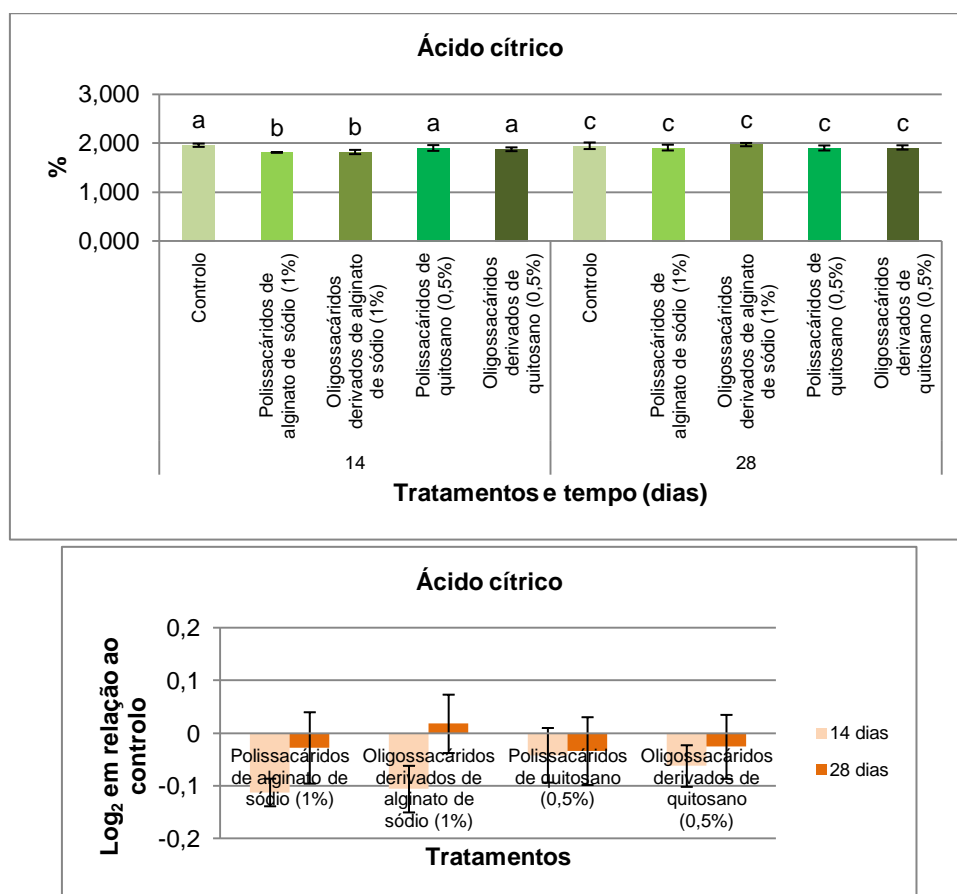 Ácido cítrico
3,000
2,000
1,000
0,000
%
a b b a a c c c c c
Controlo
Polissacáridos de
alginato de sódio (1%)
Oligossacáridos
derivados de alginato
de sódio (1%)
Polissacáridos de
quitosano (0,5%)
Oligossacáridos
derivados de
quitosano (0,5%)
Controlo
Polissacáridos de
alginato de sódio (1%)
Oligossacáridos
derivados de alginato
de sódio (1%)
Polissacáridos de
quitosano (0,5%)
Oligossacáridos
derivados de
quitosano (0,5%)
14 28
Tratamentos e tempo (dias)
Ácido cítrico
Log2 em relação ao
controlo
0,2
0,1
0
-0,1
-0,2
Polissacáridos
de alginato de
sódio (1%)
Oligossacáridos
derivados de
alginato de
sódio (1%)
Polissacáridos
de quitosano
(0,5%)
Oligossacáridos
derivados de
quitosano
(0,5%)
14 dias
28 dias
Tratamentos